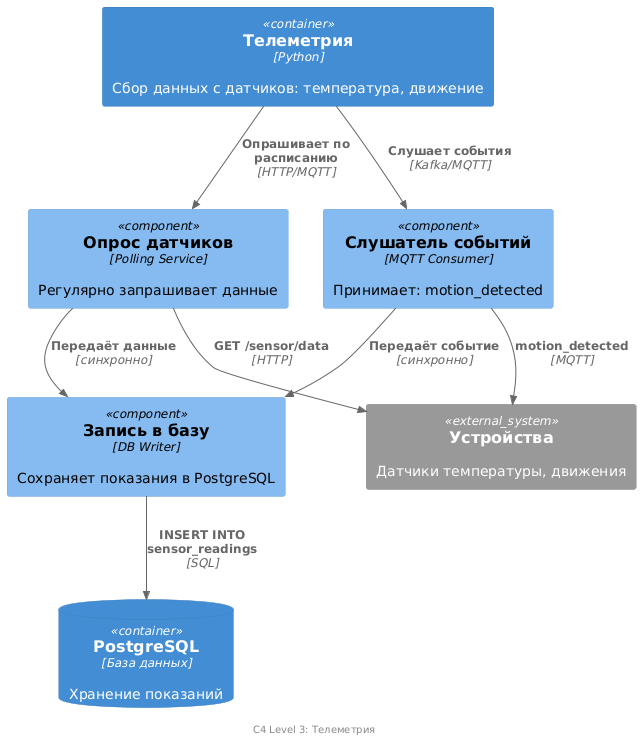 «container»
Телеметрия
[Python]
Сбор данных с датчиков: температура, движение
Опрашивает по
расписанию
[HTTP/MQTT]
Слушает события
[Kafka/MQTT]
«component»
Опрос датчиков
[Polling Service]
Регулярно запрашивает данные
«component»
Слушатель событий
[MQTT Consumer]
Принимает: motion_detected
Передаёт данные
[синхронно]
GET /sensor/data
[HTTP]
Передаёт событие
[синхронно]
motion_detected
[MQTT]
«component»
Запись в базу
[DB Writer]
Сохраняет показания в PostgreSQL
«external_system»
Устройства
Датчики температуры, движения
INSERT INTO
sensor_readings
[SQL]
«container»
PostgreSQL
[База данных]
Хранение показаний
C4 Level 3: Телеметрия